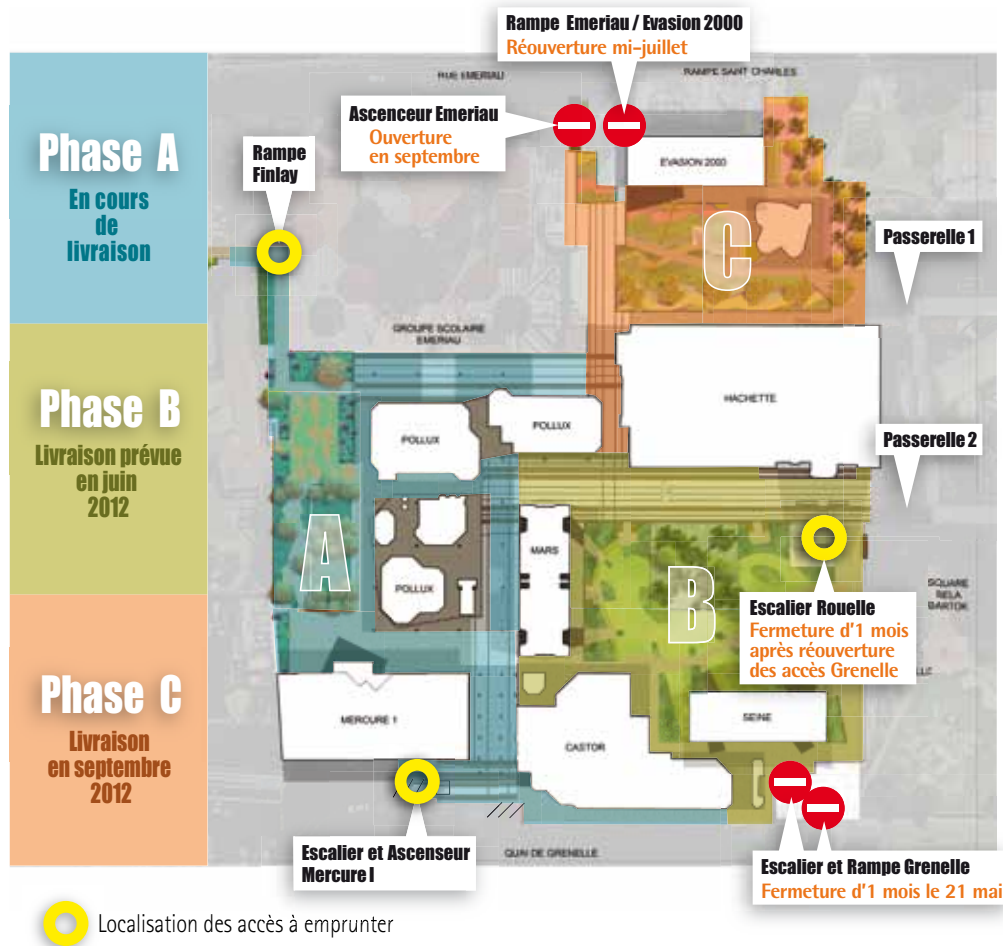 Rampe Emeriau / Evasion 2000
Réouverture mi-juillet
RUE EMERIAU
RAMPE SANT CHARLES
Ascenceur Emeriau
Ouverture
en septembre
EVASION 2000
Phase A
En cours
de
livraison
Rampe
Finlay
C
Passerelle 1
GROUPE SCOLAIRE
EMERIAU
HACHETTE
Phase B
Livraison prévue
en juin
2012
POLLUX
POLLUX
Passerelle 2
A
MARS
POLLUX
B
SQUARE
BELA
BARTOK
Escalier Rouelle
Fermeture d'1 mois
après réouverture
des accès Grenelle
Phase C
Livraison
en septembre
2012
MERCURE 1
CASTOR
SEINE
Escalier et Ascenseur
Mercure I
QUAI DE GRENELLE
Escalier et Rampe Grenelle
Fermeture d'1 mois le 21 mai
Localisation des accès à emprunter